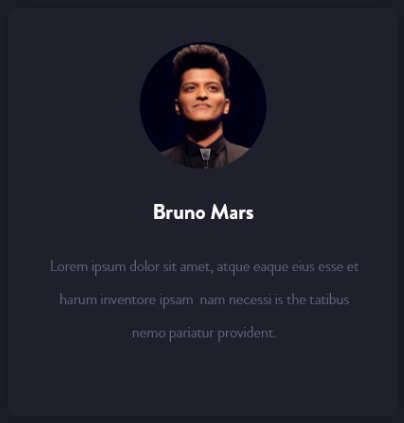 Bruno Mars
Lorem ipsum dolor sit amet, atque eaque eius esse et
harum inventore ipsam  nam necessi is the tatibus
nemo pariatur provident.